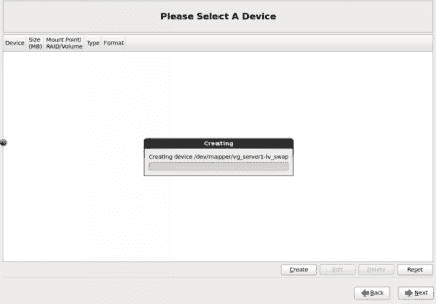 Please Select A Device
Device Size (MB) Mount Point/ RAID/Volume Type Format
Creating
Creating device /dev/mapper/vg_server1-lv_swap
Create Edit Delete Reset
Back Next